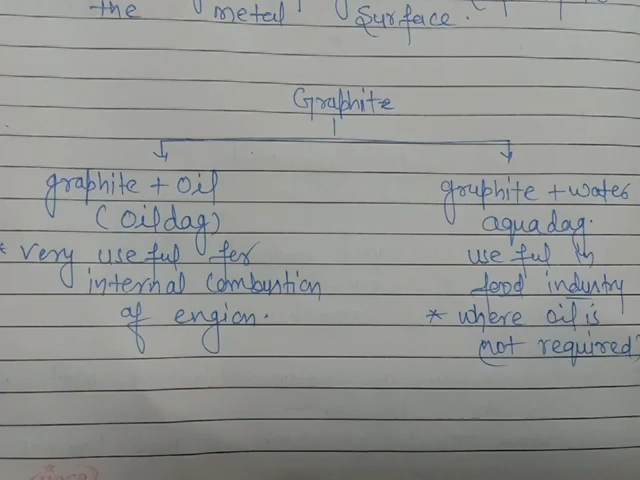 the metal surface.
Graphite
graphite + oil
(Oildag)
* very useful for
internal combustion
of engion.
graphite + water
aquadag.
useful in
food industry
* where oil is
not required